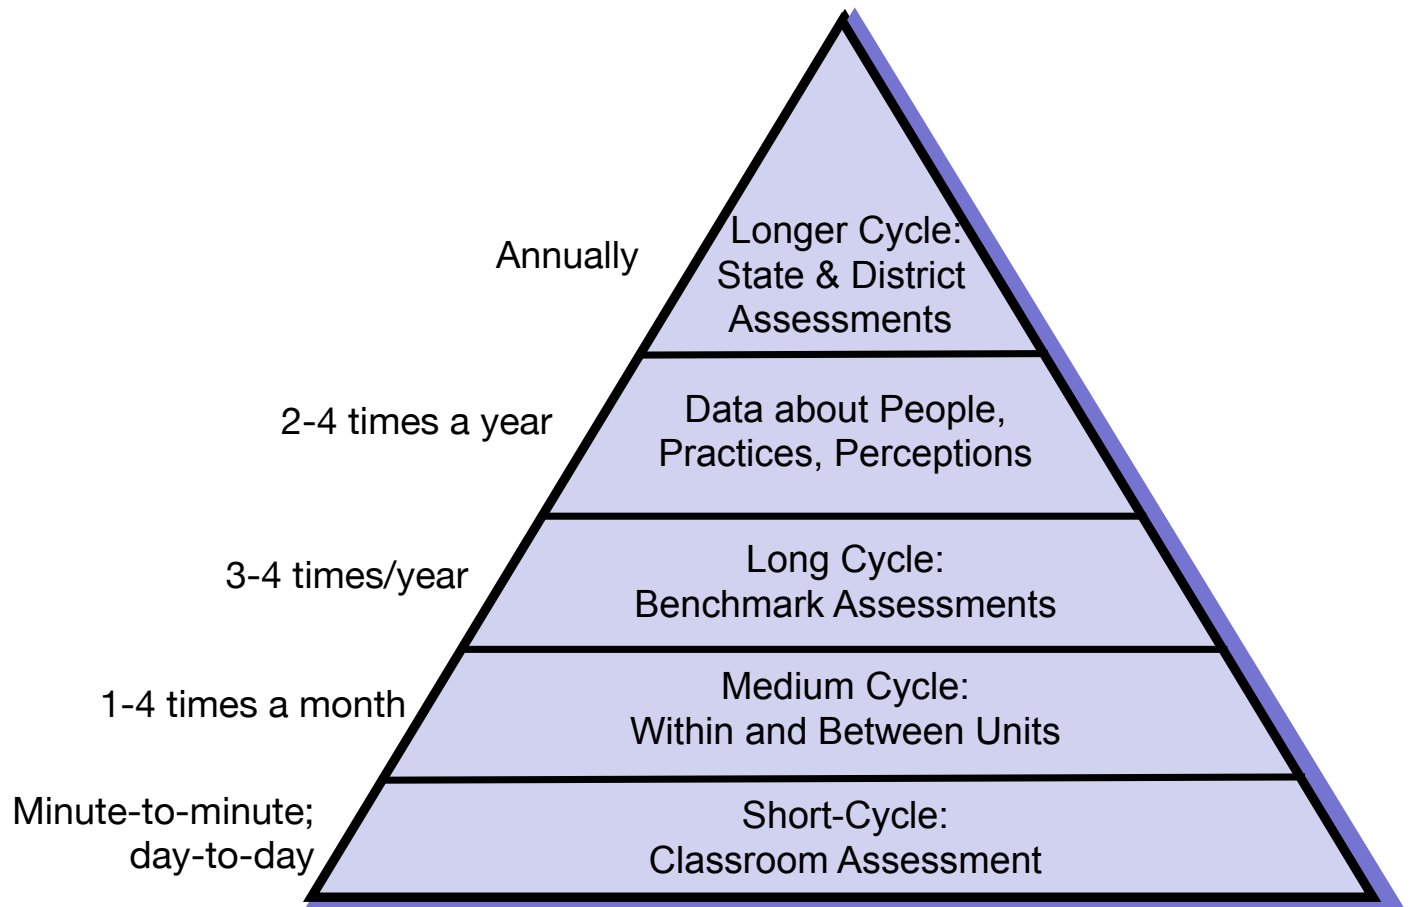 Annually
Longer Cycle:
State & District
Assessments
2-4 times a year
Data about People,
Practices, Perceptions
3-4 times/year
Long Cycle:
Benchmark Assessments
1-4 times a month
Medium Cycle:
Within and Between Units
Minute-to-minute;
day-to-day
Short-Cycle:
Classroom Assessment